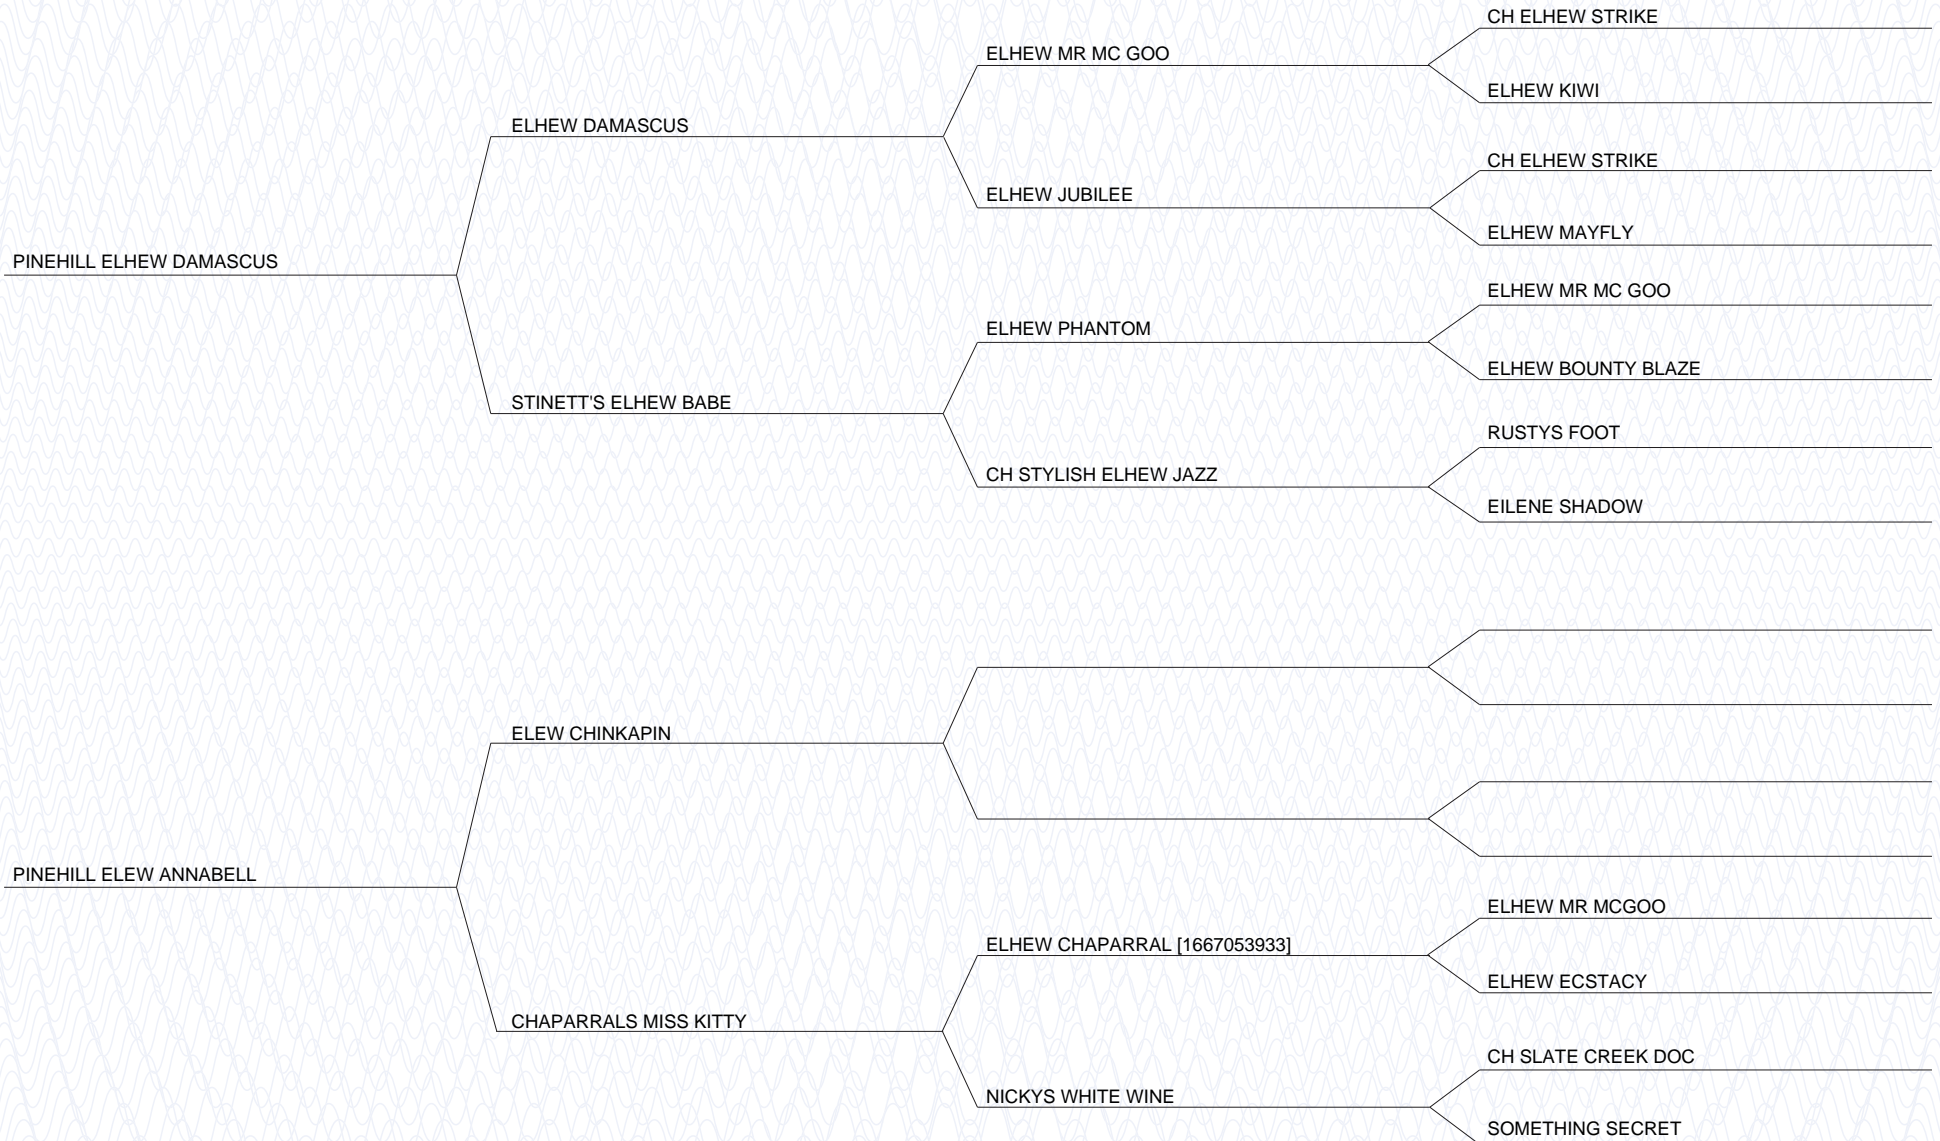 CH ELHEW STRIKE
ELHEW MR MC GOO
ELHEW KIWI
ELHEW DAMASCUS
CH ELHEW STRIKE
ELHEW JUBILEE
ELHEW MAYFLY
PINEHILL ELHEW DAMASCUS
ELHEW MR MC GOO
ELHEW PHANTOM
ELHEW BOUNTY BLAZE
STINETT'S ELHEW BABE
RUSTYS FOOT
CH STYLISH ELHEW JAZZ
EILENE SHADOW
ELEW CHINKAPIN
PINEHILL ELEW ANNABELL
ELHEW MR MCGOO
ELHEW CHAPARRAL [1667053933]
ELHEW ECSTACY
CHAPARRALS MISS KITTY
CH SLATE CREEK DOC
NICKYS WHITE WINE
SOMETHING SECRET